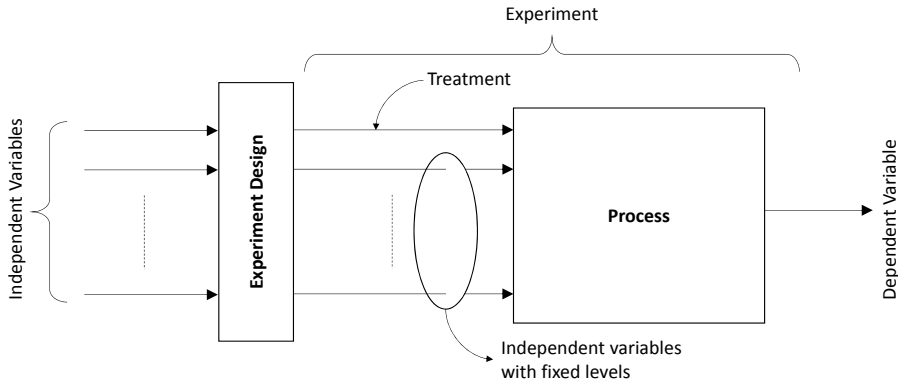 Experiment
Treatment
Independent Variables
Experiment Design
Process
Dependent Variable
Independent variables
with fixed levels